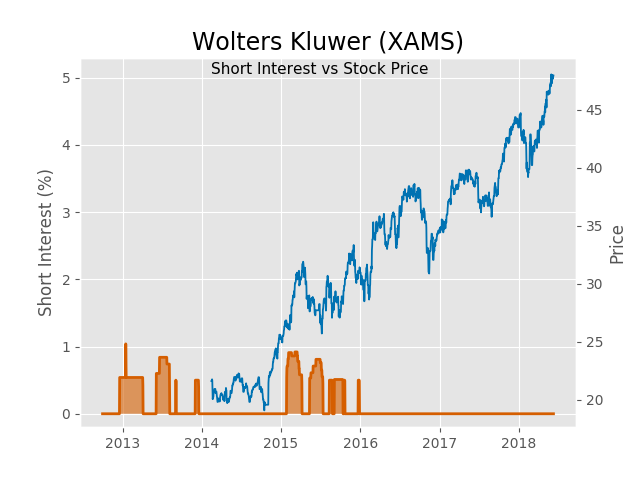 Wolters Kluwer (XAMS)
Short Interest vs Stock Price
Short Interest (%)
5
4
3
2
1
0
45
40
35
30
25
20
Price
2013 2014 2015 2016 2017 2018